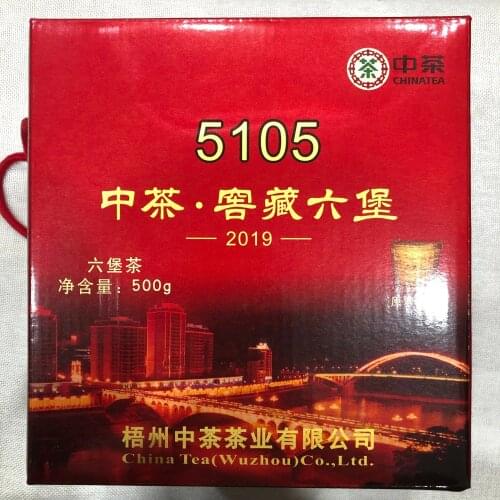 中茶
CHINATEA
5105
中茶·窖藏六堡
2019
六堡茶
净含量：500g
梧州中茶茶业有限公司
China Tea(Wuzhou)Co.,Ltd.